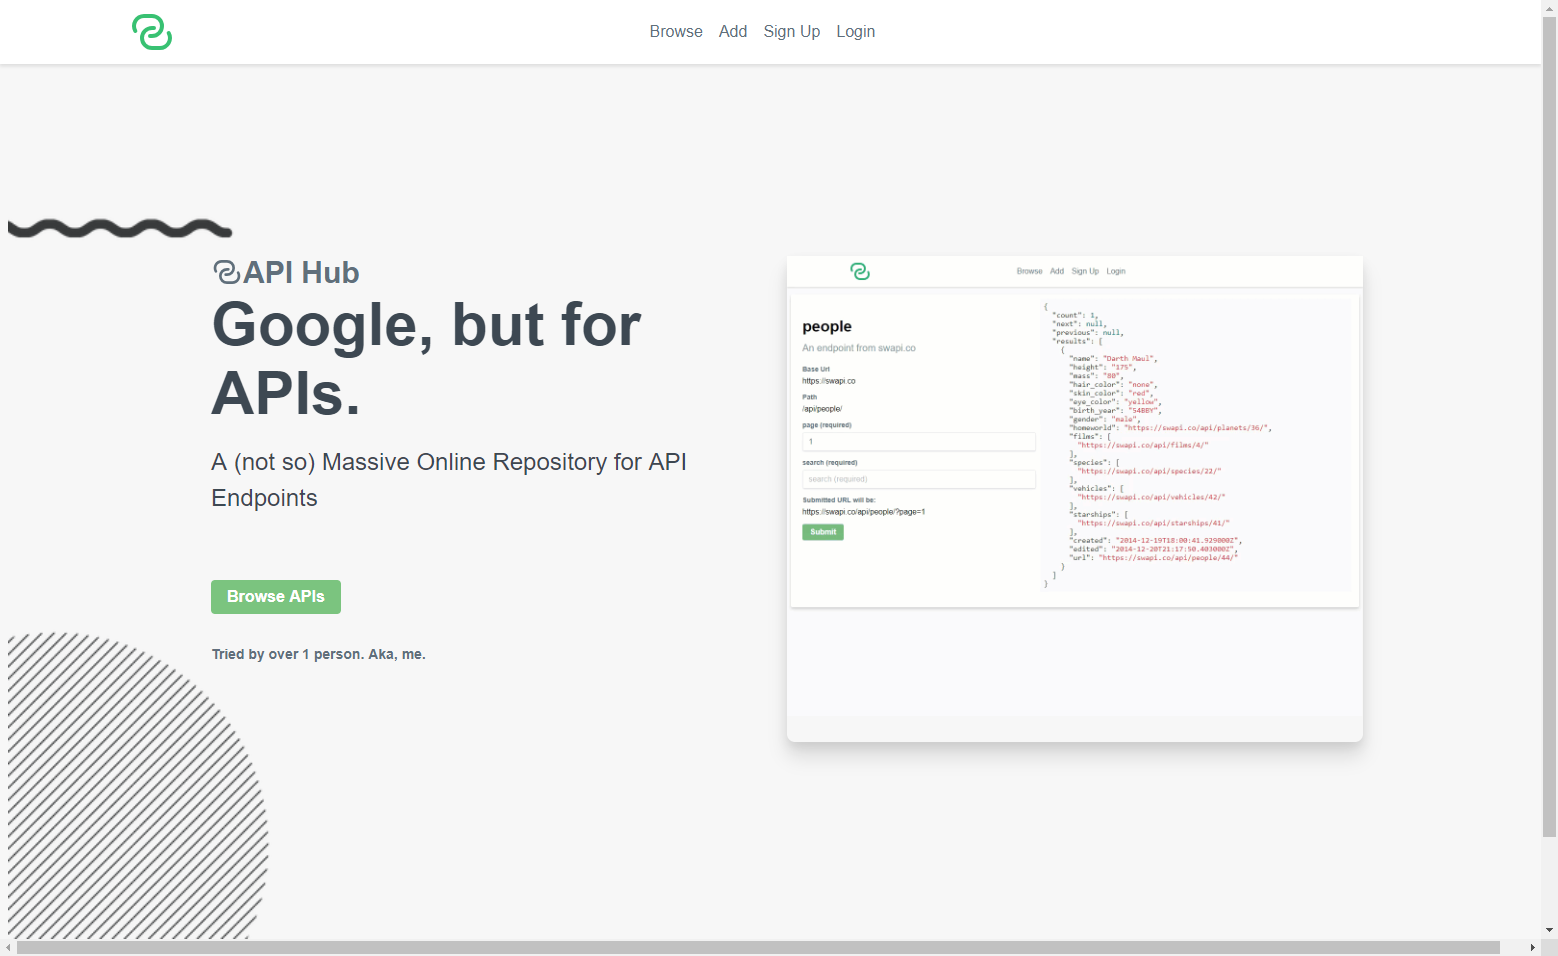 Browse Add Sign Up Login
API Hub
Google, but for
APIs.
A (not so) Massive Online Repository for API
Endpoints
Browse APIs
Tried by over 1 person. Aka, me.
Browse Add Sign Up Login
people
An endpoint from swapi.co
Base Url
https://swapi.co
Path
/api/people/
page (required)
1
search (required)
search (required)
Submitted URL will be:
https://swapi.co/api/people/?page=1
Submit
{
"count": 1,
"next": null,
"previous": null,
"results": [
{
"name": "Darth Maul",
"height": "175",
"mass": "80",
"hair_color": "none",
"skin_color": "red",
"eye_color": "yellow",
"birth_year": "54BBY",
"gender": "male",
"homeworld": "https://swapi.co/api/planets/36/",
"films": [
"https://swapi.co/api/films/4/"
],
"species": [
"https://swapi.co/api/species/22/"
],
"vehicles": [
"https://swapi.co/api/vehicles/42/"
],
"starships": [
"https://swapi.co/api/starships/41/"
],
"created": "2014-12-19T18:00:41.929000Z",
"edited": "2014-12-20T21:17:50.403000Z",
"url": "https://swapi.co/api/people/44/"
}
]
}